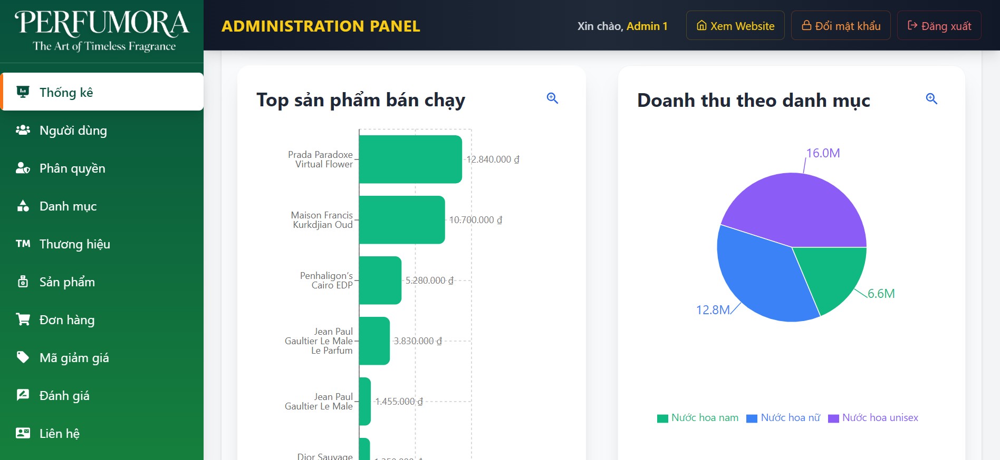 PERFUMORA
The Art of Timeless Fragrance
Thống kê
Người dùng
Phân quyền
Danh mục
TM Thương hiệu
Sản phẩm
Đơn hàng
Mã giảm giá
Đánh giá
Liên hệ
ADMINISTRATION PANEL
Xin chào, Admin 1
Xem Website
Đổi mật khẩu
Đăng xuất
Top sản phẩm bán chạy
Prada Paradoxe
Virtual Flower
12.840.000 ₫
Maison Francis
Kurkdjian Oud
10.700.000 ₫
Penhaligon’s
Cairo EDP
5.280.000 ₫
Jean Paul
Gaultier Le Male
Le Parfum
3.830.000 ₫
Jean Paul
Gaultier Le Male
1.455.000 ₫
Dior Sauvage
Doanh thu theo danh mục
16.0M
6.6M
12.8M
Nước hoa nam
Nước hoa nữ
Nước hoa unisex